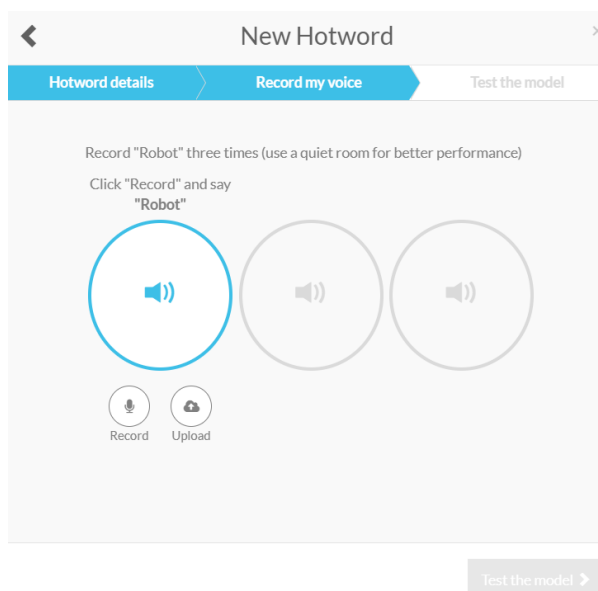 New Hotword
Hotword details
Record my voice
Test the model
Record "Robot" three times (use a quiet room for better performance)
Click "Record" and say
"Robot"
Record
Upload
Test the model